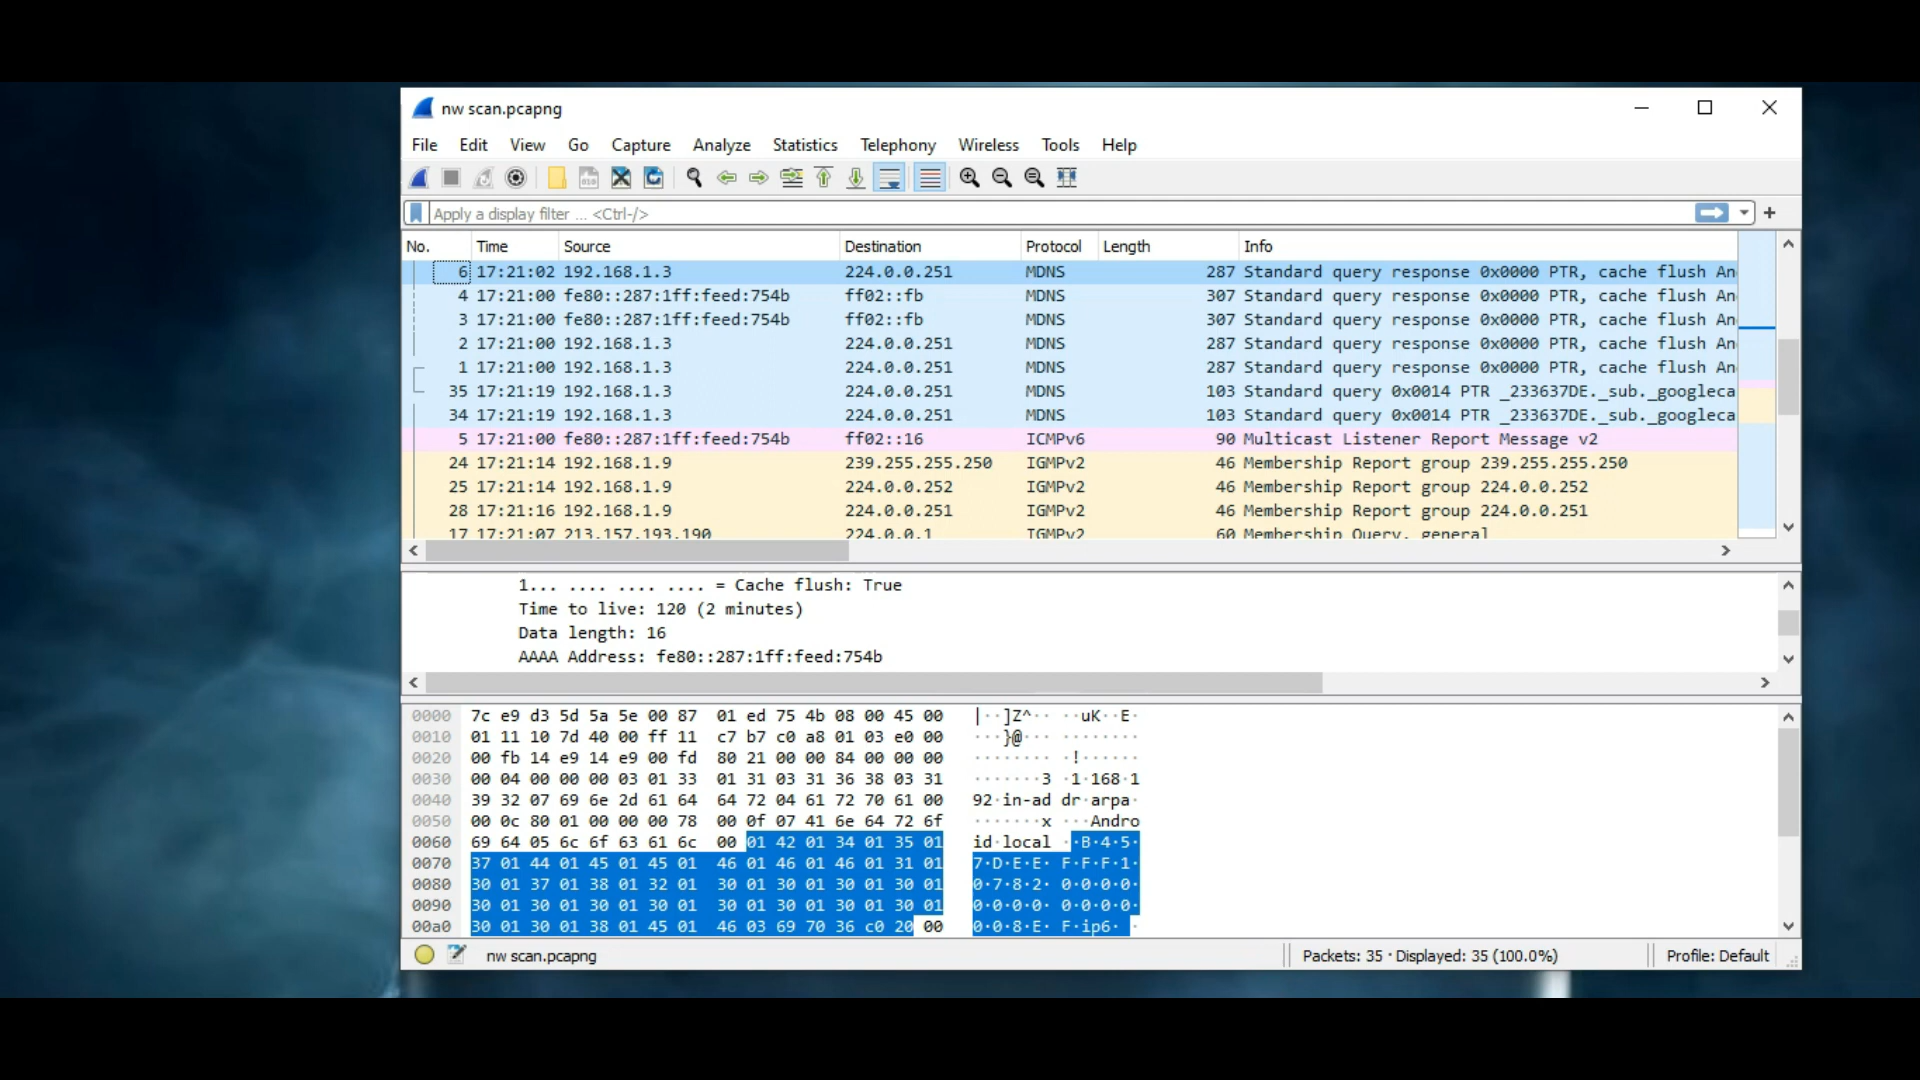 nw scan.pcapng
File Edit View Go Capture Analyze Statistics Telephony Wireless Tools Help
Apply a display filter ... <Ctrl-/>
No. Time Source Destination Protocol Length Info
6 17:21:02 192.168.1.3 224.0.0.251 MDNS 287 Standard query response 0x0000 PTR, cache flush An
4 17:21:00 fe80::287:1ff:feed:754b ff02::fb MDNS 307 Standard query response 0x0000 PTR, cache flush An
3 17:21:00 fe80::287:1ff:feed:754b ff02::fb MDNS 307 Standard query response 0x0000 PTR, cache flush An
2 17:21:00 192.168.1.3 224.0.0.251 MDNS 287 Standard query response 0x0000 PTR, cache flush An
1 17:21:00 192.168.1.3 224.0.0.251 MDNS 287 Standard query response 0x0000 PTR, cache flush An
35 17:21:19 192.168.1.3 224.0.0.251 MDNS 103 Standard query 0x0014 PTR _233637DE._sub._googleca
34 17:21:19 192.168.1.3 224.0.0.251 MDNS 103 Standard query 0x0014 PTR _233637DE._sub._googleca
5 17:21:00 fe80::287:1ff:feed:754b ff02::16 ICMPv6 90 Multicast Listener Report Message v2
24 17:21:14 192.168.1.9 239.255.255.250 IGMPv2 46 Membership Report group 239.255.255.250
25 17:21:14 192.168.1.9 224.0.0.252 IGMPv2 46 Membership Report group 224.0.0.252
28 17:21:16 192.168.1.9 224.0.0.251 IGMPv2 46 Membership Report group 224.0.0.251
17 17:21:07 213.157.193.190 224.0.0.1 IGMPv2 60 Membership Query, general
1... .... .... .... = Cache flush: True
Time to live: 120 (2 minutes)
Data length: 16
AAAA Address: fe80::287:1ff:feed:754b
0000 7c e9 d3 5d 5a 5e 00 87 01 ed 75 4b 08 00 45 00 |··]Z^·· ··uK··E·
0010 01 11 10 7d 40 00 ff 11 c7 b7 c0 a8 01 03 e0 00 ···}@··· ········
0020 00 fb 14 e9 14 e9 00 fd 80 21 00 00 84 00 00 00 ········ ·!······
0030 00 04 00 00 00 03 01 33 01 31 03 31 36 38 03 31 ·······3 ·1·168·1
0040 39 32 07 69 6e 2d 61 64 64 72 04 61 72 70 61 00 92·in-ad dr·arpa·
0050 00 0c 80 01 00 00 00 78 00 0f 07 41 6e 64 72 6f ·······x ···Andro
0060 69 64 05 6c 6f 63 61 6c 00 01 42 01 34 01 35 01 id·local ··B·4·5·
0070 37 01 44 01 45 01 45 01 46 01 46 01 46 01 31 01 7·D·E·E· F·F·F·1·
0080 30 01 37 01 38 01 32 01 30 01 30 01 30 01 30 01 0·7·8·2· 0·0·0·0·
0090 30 01 30 01 30 01 30 01 30 01 30 01 30 01 30 01 0·0·0·0· 0·0·0·0·
00a0 30 01 30 01 38 01 45 01 46 03 69 70 36 c0 20 00 0·0·8·E· F·ip6· ·
nw scan.pcapng Packets: 35 · Displayed: 35 (100.0%) Profile: Default